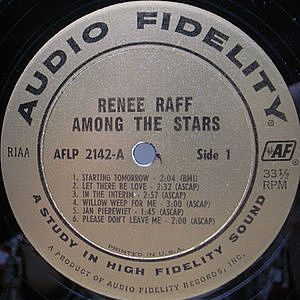 AUDIO FIDELITY®
RENEE RAFF
AMONG THE STARS
RIAA
AFLP 2142-A
Side 1
AF®
33⅓
RPM
1 STARTING TOMORROW - 2:04 (BMI)
2 LET THERE BE LOVE - 2:32 (ASCAP)
3 IN THE INTERIM - 2:57 (ASCAP)
4 WILLOW WEEP FOR ME - 3:00 (ASCAP)
5 JAN PIEREWIET - 1:45 (ASCAP)
6 PLEASE DON'T LEAVE ME - 2:00 (ASCAP)
PRINTED IN U.S.A.
A STUDY IN HIGH FIDELITY SOUND
A PRODUCT OF AUDIO FIDELITY RECORDS, INC.